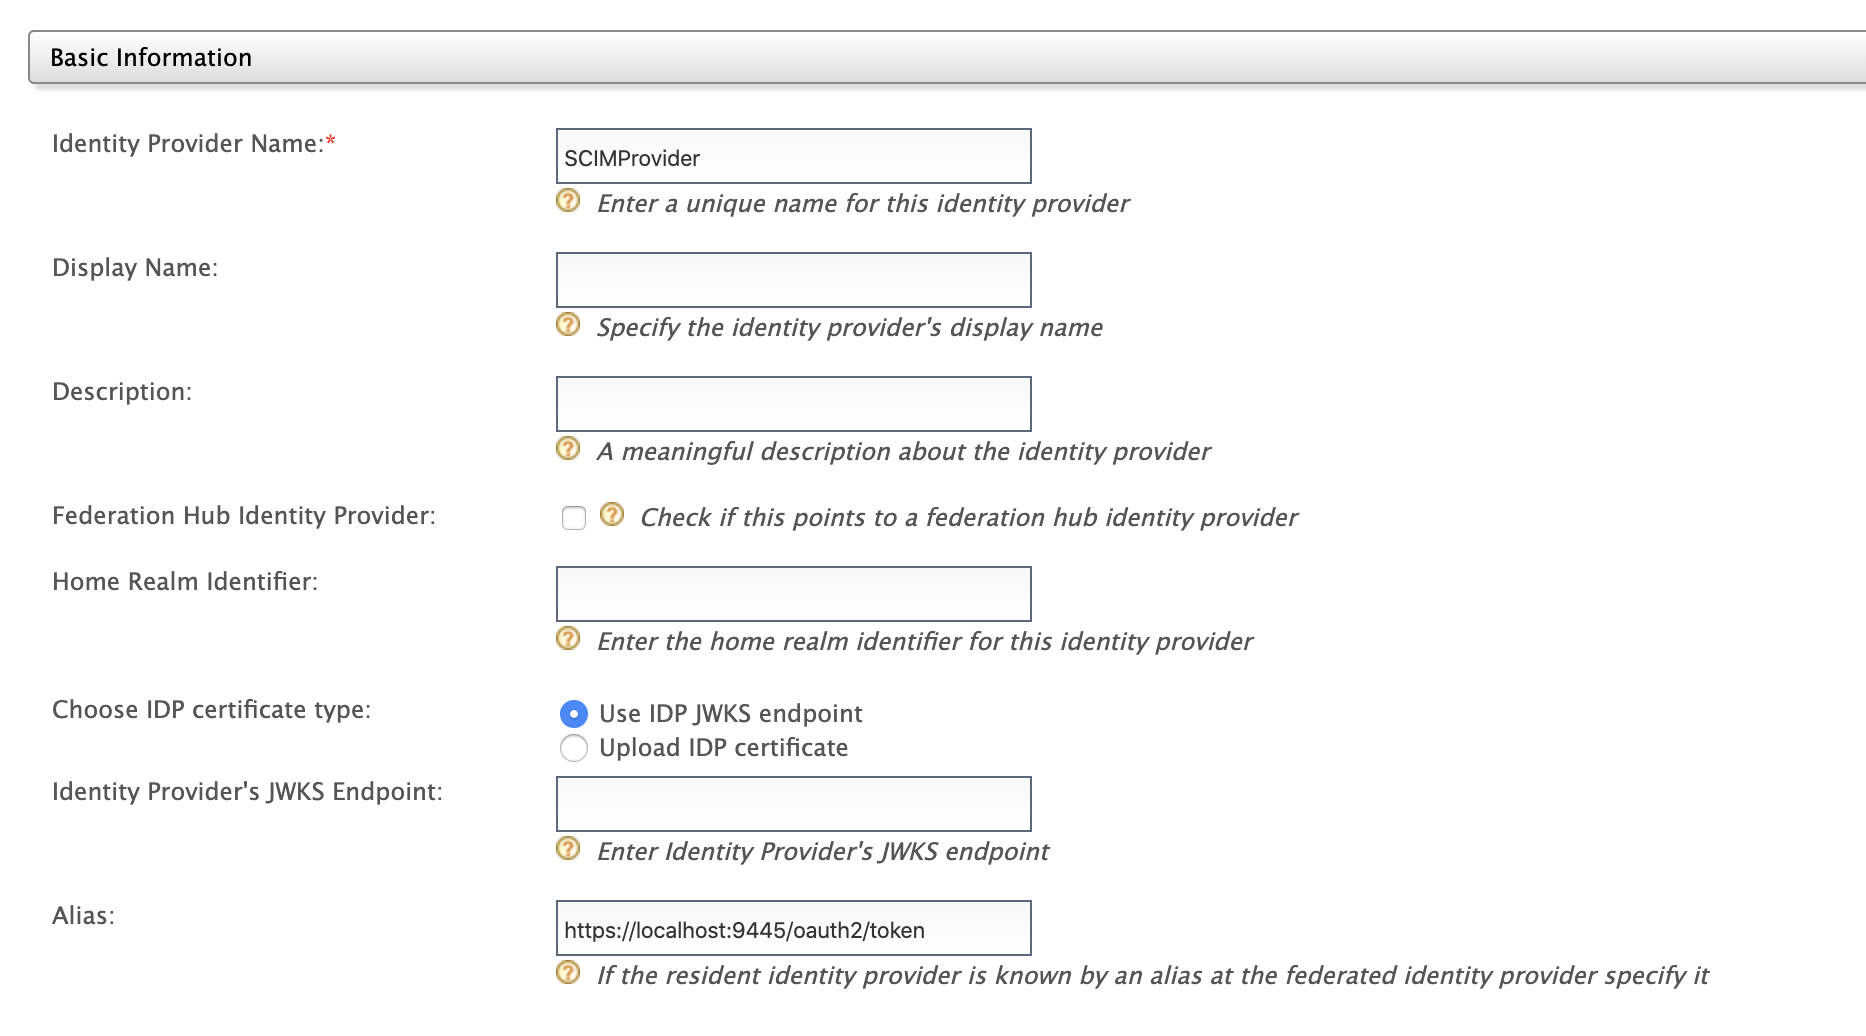 Basic Information
Identity Provider Name:*
SCIMProvider
Enter a unique name for this identity provider
Display Name:
Specify the identity provider's display name
Description:
A meaningful description about the identity provider
Federation Hub Identity Provider:
Check if this points to a federation hub identity provider
Home Realm Identifier:
Enter the home realm identifier for this identity provider
Choose IDP certificate type:
Use IDP JWKS endpoint
Upload IDP certificate
Identity Provider's JWKS Endpoint:
Enter Identity Provider's JWKS endpoint
Alias:
https://localhost:9445/oauth2/token
If the resident identity provider is known by an alias at the federated identity provider specify it